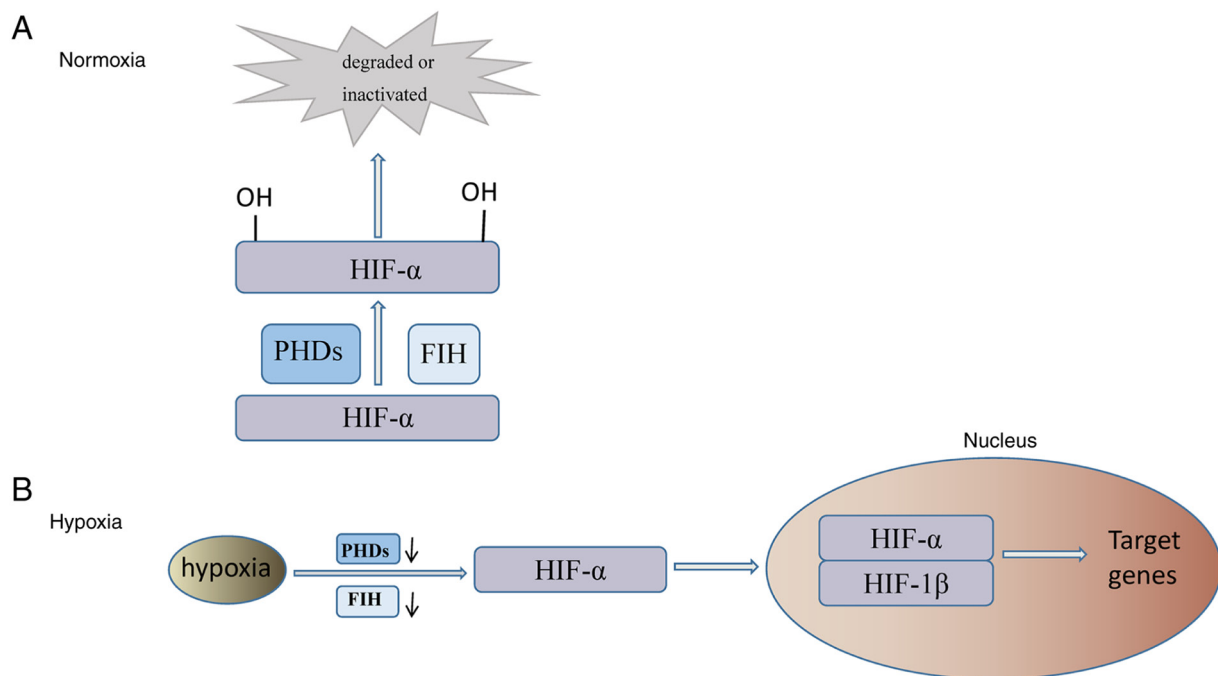 A
Normoxia
degraded or
inactivated
OH
OH
HIF-α
PHDs
FIH
HIF-α
Nucleus
B
Hypoxia
hypoxia
PHDs ↓
FIH ↓
HIF-α
HIF-α
HIF-1β
Target
genes